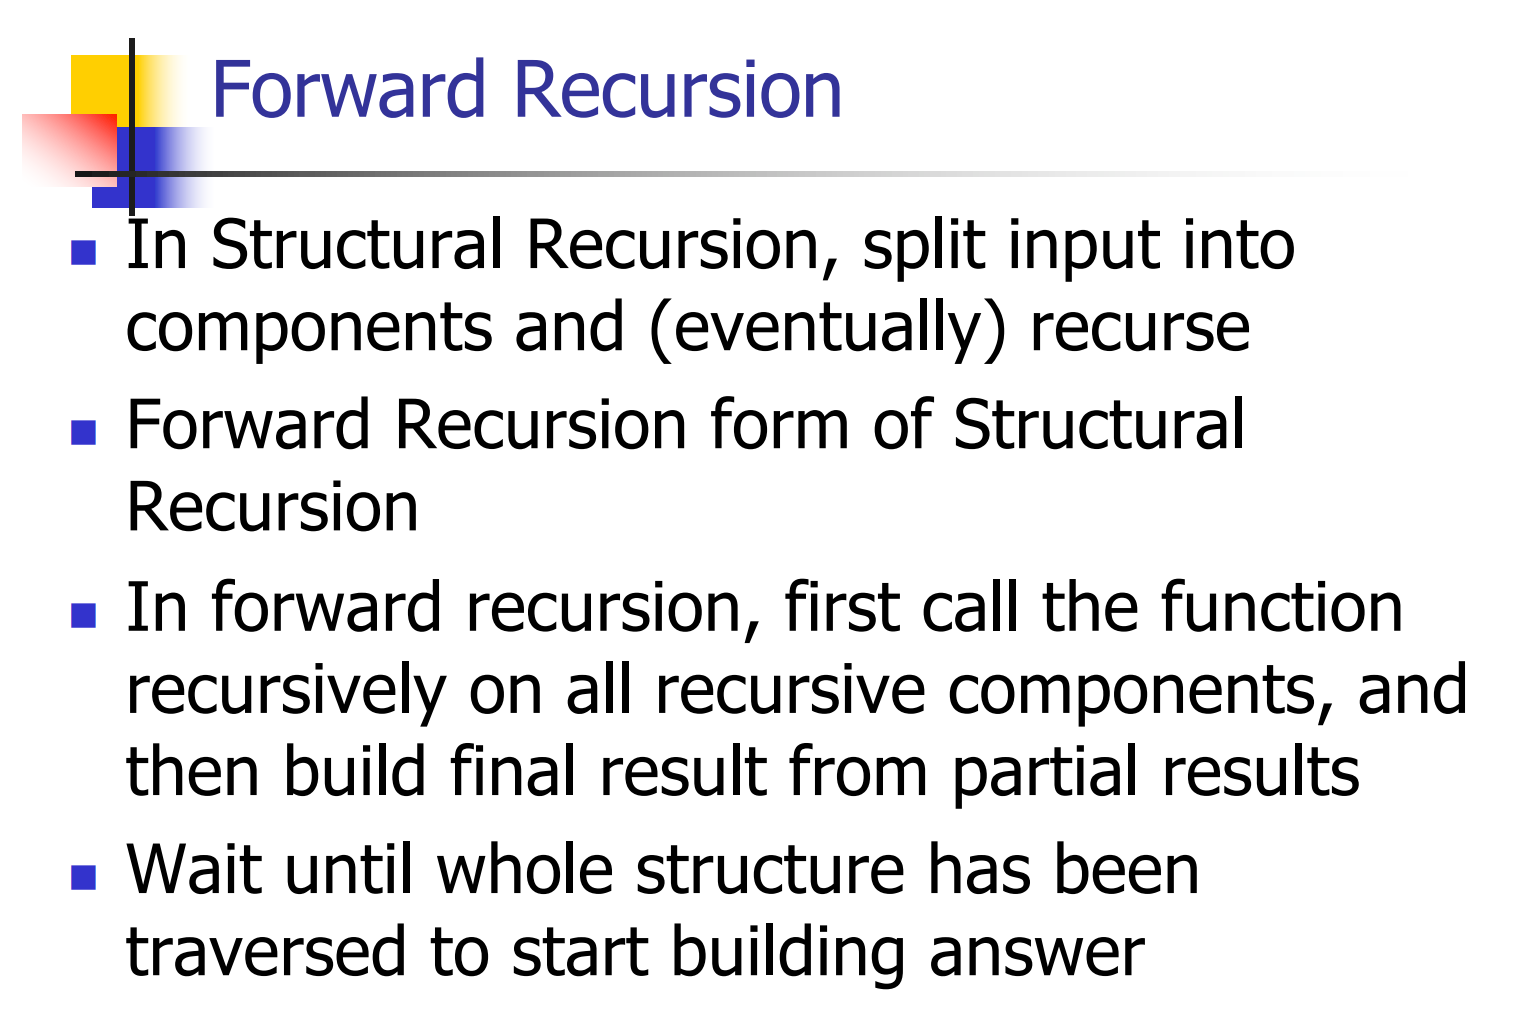 Forward Recursion
In Structural Recursion, split input into
components and (eventually) recurse
Forward Recursion form of Structural
Recursion
In forward recursion, first call the function
recursively on all recursive components, and
then build final result from partial results
Wait until whole structure has been
traversed to start building answer